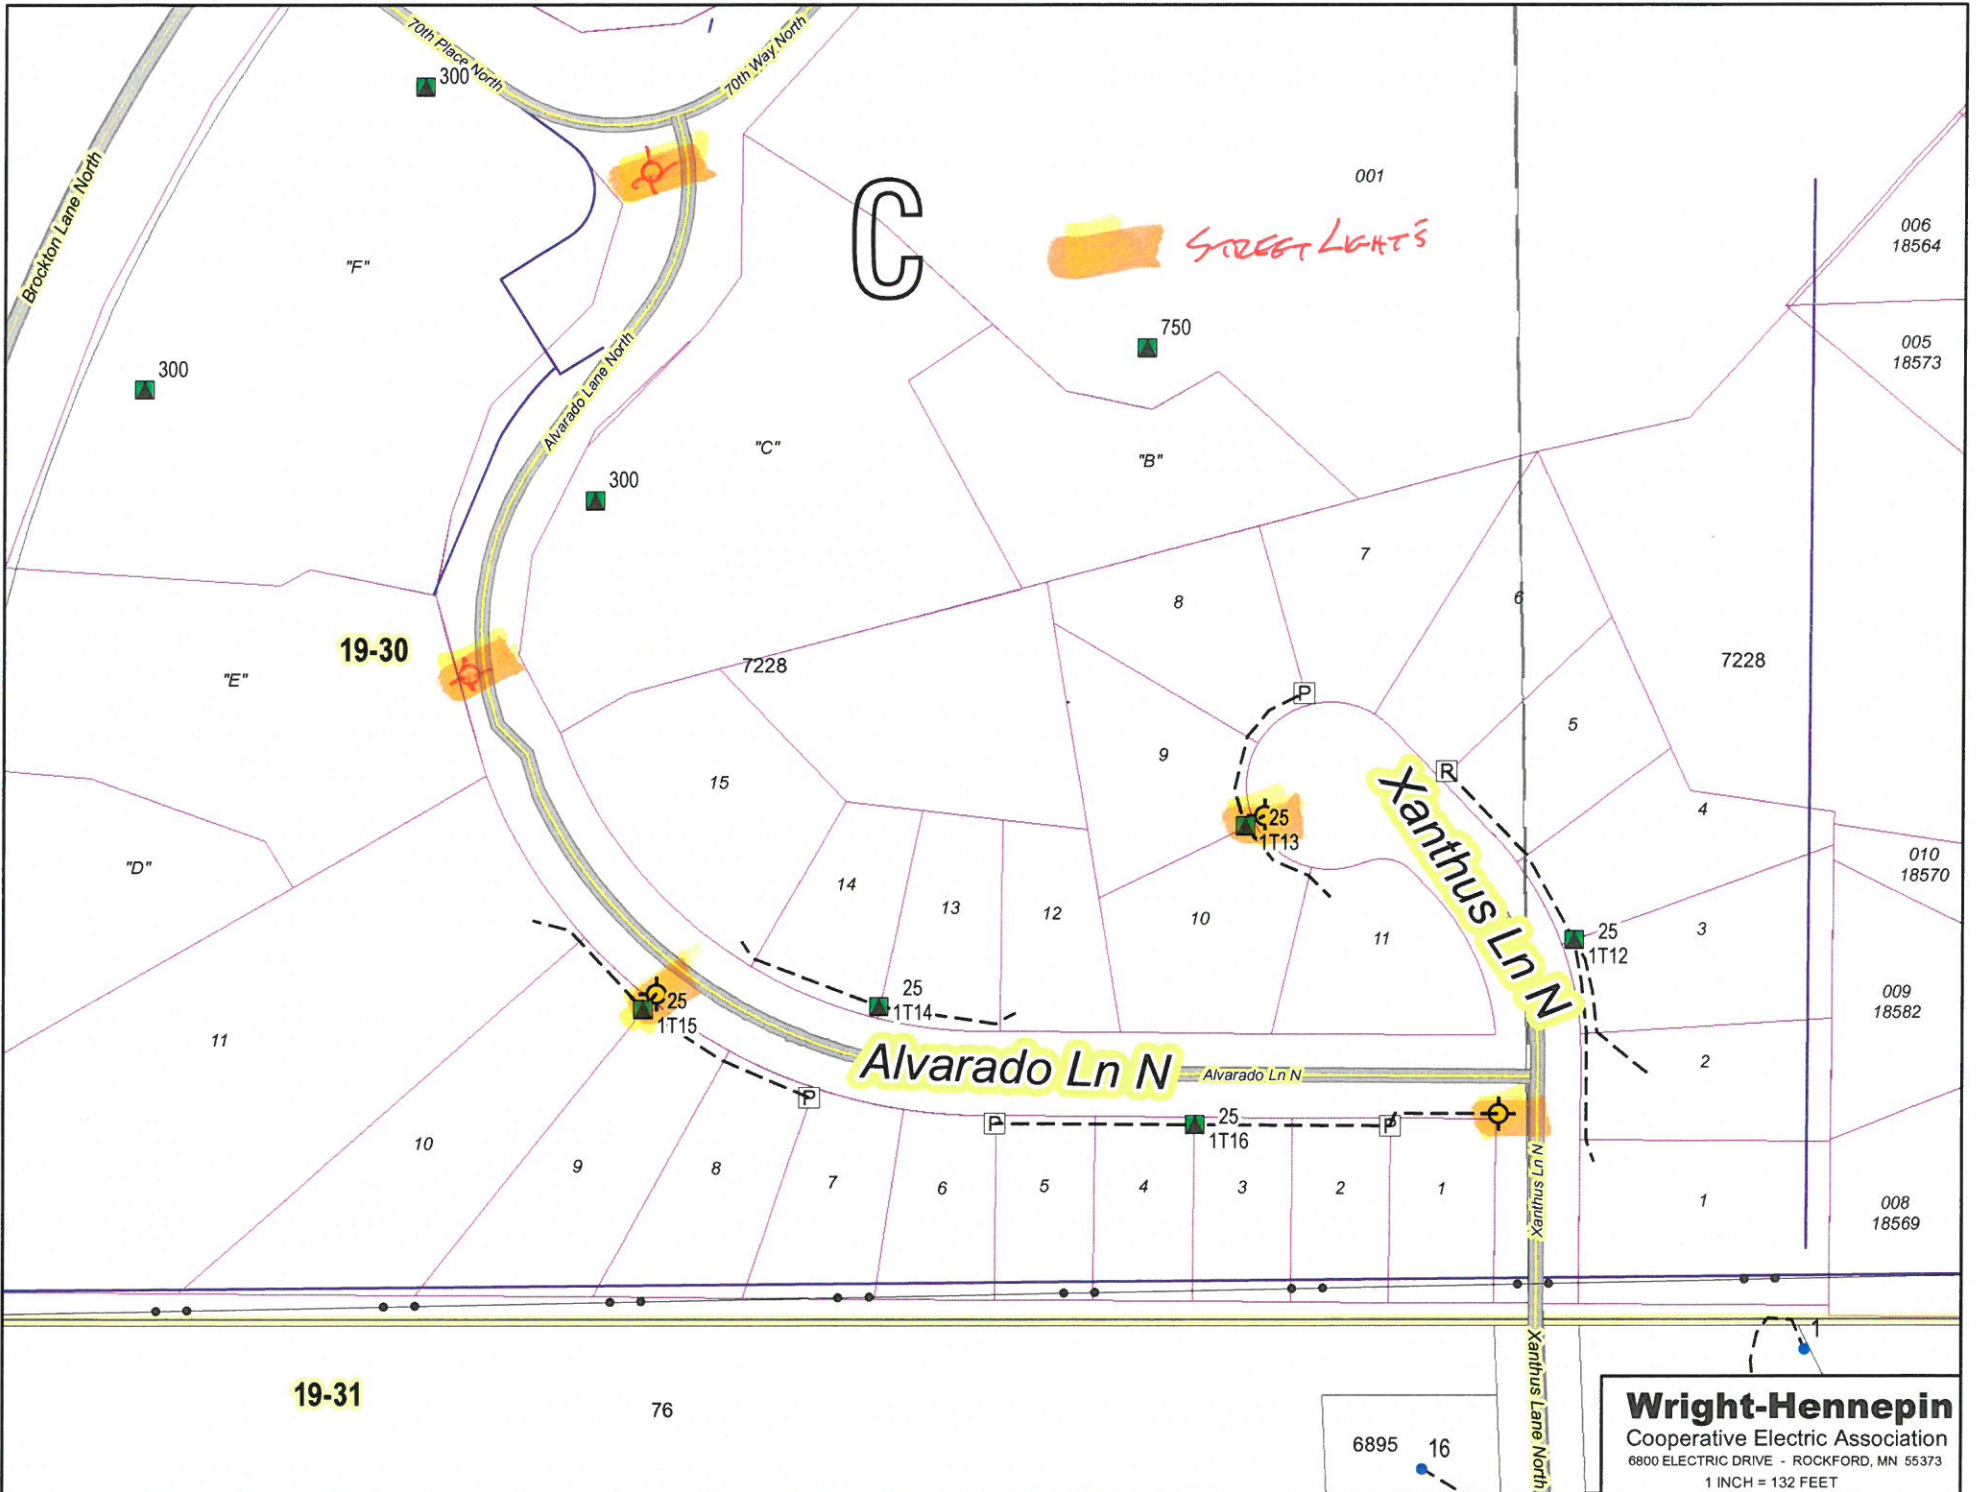 70th Place North
70th Way North
300
Brockton Lane North
C
001
006
18564
STREET LIGHTS
"F"
750
005
18573
300
Alvarado Lane North
"C"
"B"
300
7
8
6
19-30
7228
7228
"E"
P
5
9
R
15
4
25
1T13
Xanthus Ln N
"D"
010
18570
14
13
12
10
11
3
25
1T12
25
1T15
25
1T14
009
18582
11
Alvarado Ln N
Alvarado Ln N
2
P
P
25
1T16
P
10
9
8
7
6
5
4
3
2
1
Xanthus Ln N
1
008
18569
1
19-31
76
Xanthus Lane North
6895
16
Wright-Hennepin
Cooperative Electric Association
6800 ELECTRIC DRIVE - ROCKFORD, MN 55373
1 INCH = 132 FEET